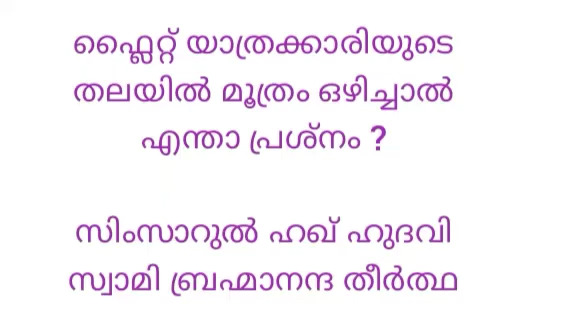 ഫ്ലൈറ്റ് യാത്രക്കാരിയുടെ
തലയിൽ മൂത്രം ഒഴിച്ചാൽ
എന്താ പ്രശ്നം ?
സിംസാറുൽ ഹഖ് ഹുദവി
സ്വാമി ബ്രഹ്മാനന്ദ തീർത്ഥ